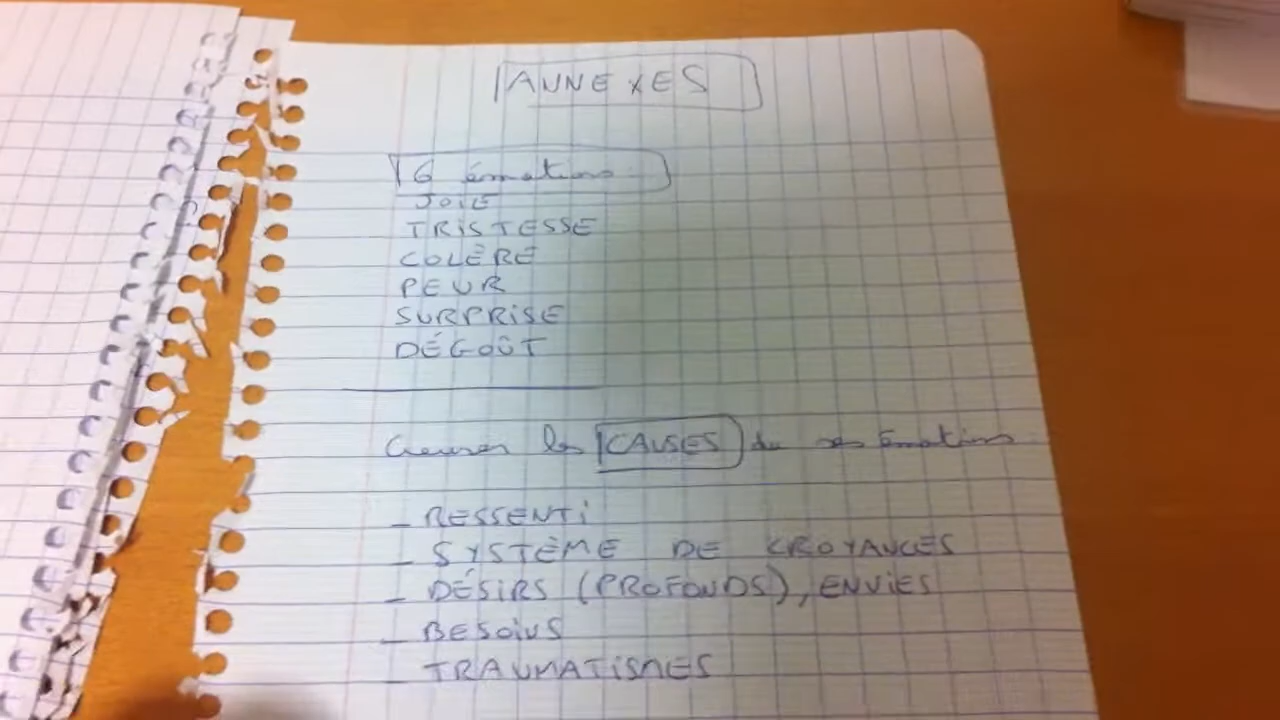 ANNEXES
6 émotions
JOIE
TRISTESSE
COLÈRE
PEUR
SURPRISE
DÉGOÛT
Creuser les CAUSES de ses émotions
- RESSENTI
- SYSTÈME DE CROYANCES
- DÉSIRS (PROFONDS), ENVIES
- BESOINS
- TRAUMATISMES